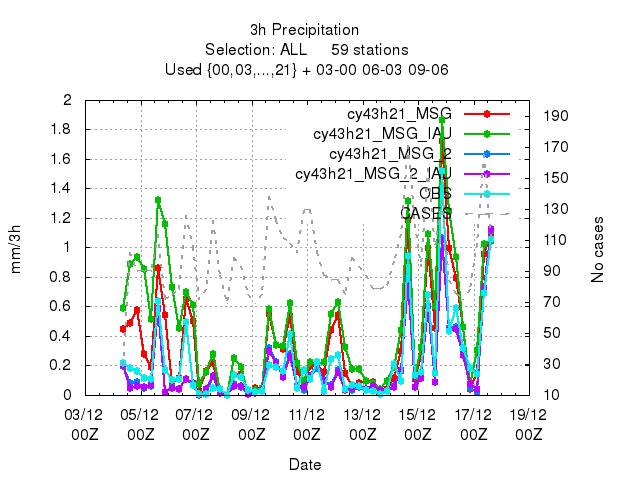 3h Precipitation
Selection: ALL 59 stations
Used {00,03,...,21} + 03-00 06-03 09-06
mm/3h
2
1.8
1.6
1.4
1.2
1
0.8
0.6
0.4
0.2
0
cy43h21_MSG
cy43h21_MSG_IAU
cy43h21_MSG_2
cy43h21_MSG_2_IAU
OBS
CASES
190
170
150
130
110
90
70
50
30
10
No cases
03/12 05/12 07/12 09/12 11/12 13/12 15/12 17/12 19/12
00Z 00Z 00Z 00Z 00Z 00Z 00Z 00Z 00Z
Date